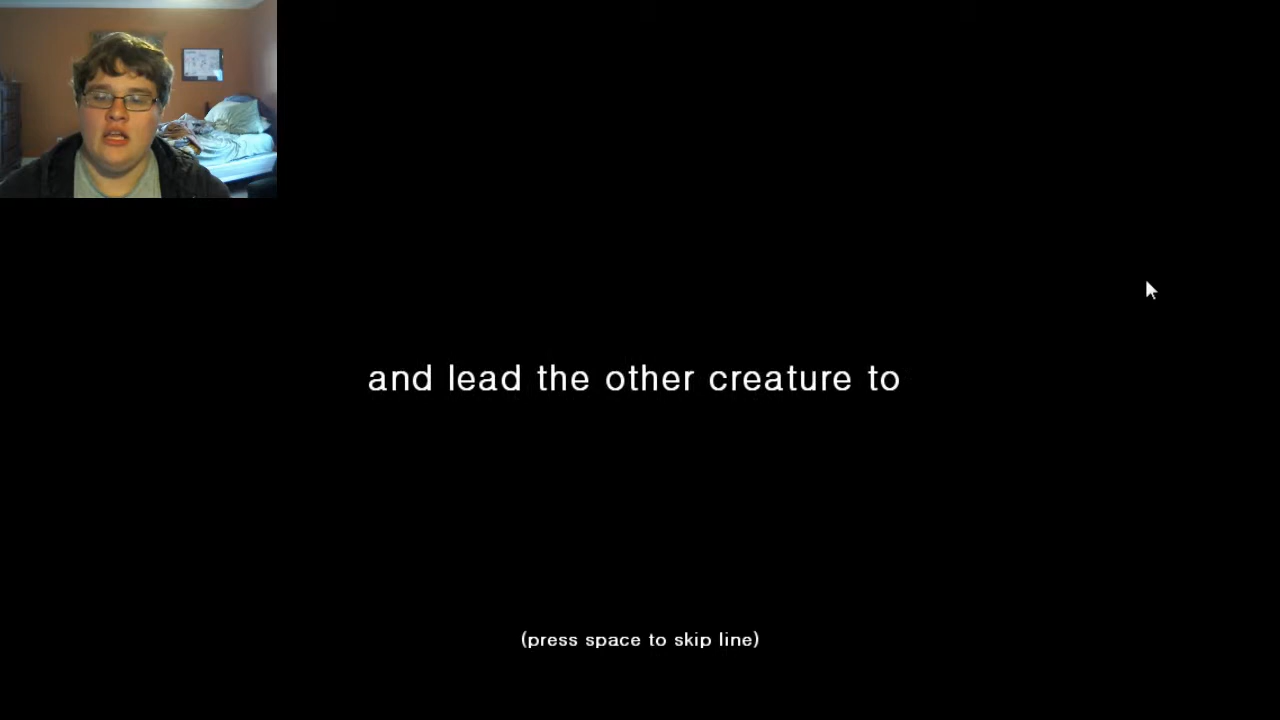 and lead the other creature to
(press space to skip line)